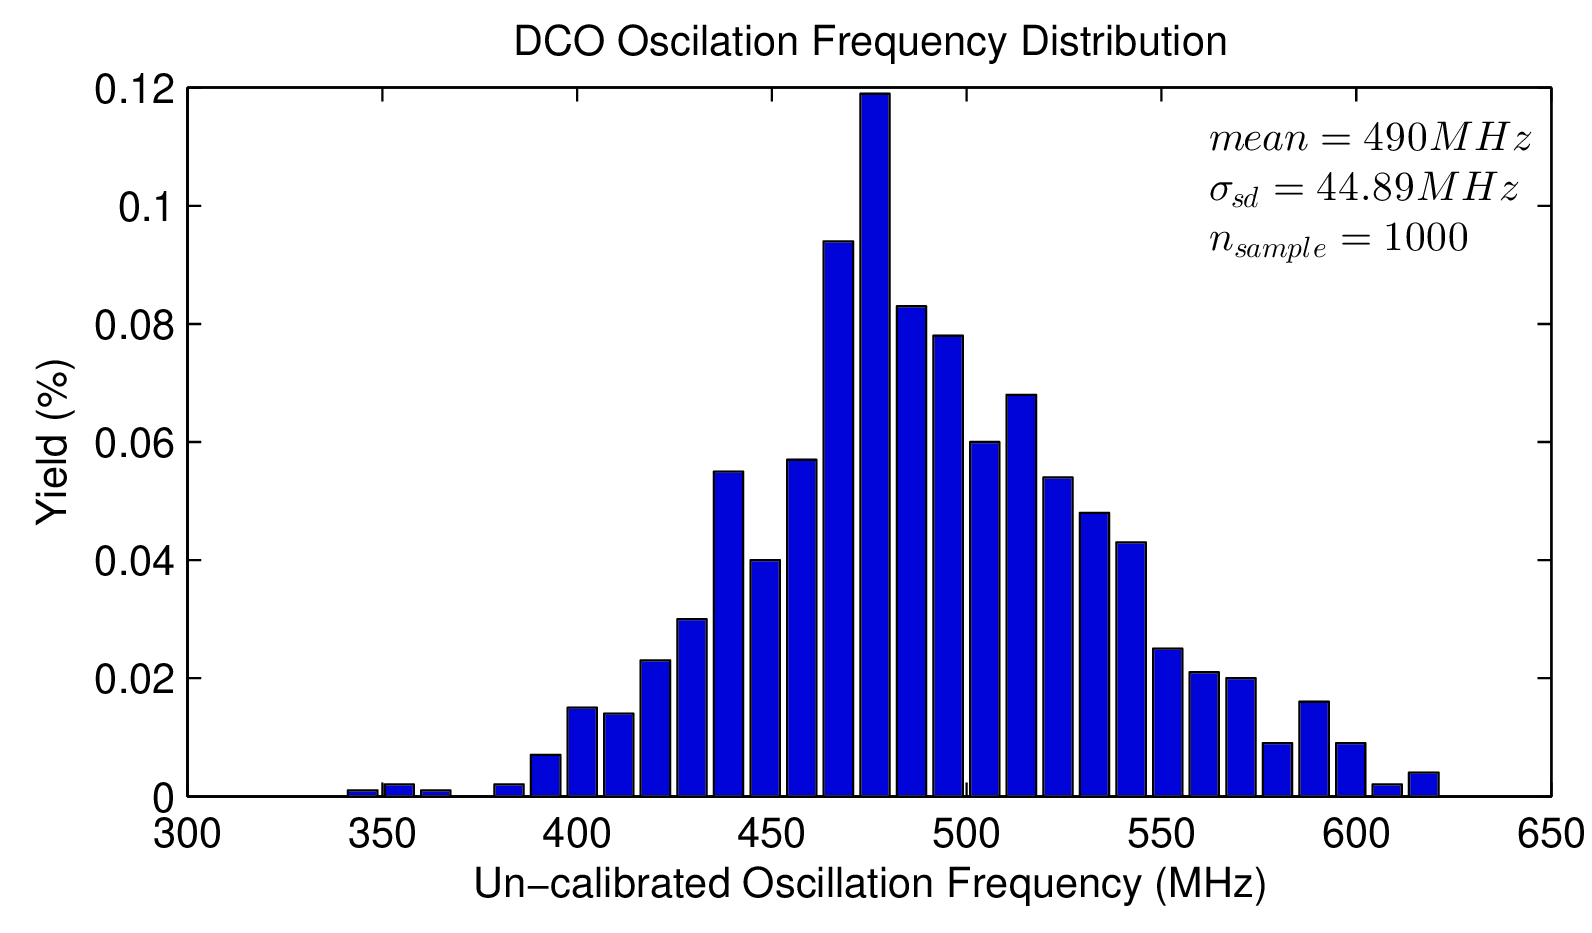 DCO Oscilation Frequency Distribution
mean = 490MHz
σsd = 44.89MHz
nsample = 1000
Yield (%)
0.12
0.1
0.08
0.06
0.04
0.02
0
300 350 400 450 500 550 600 650
Un−calibrated Oscillation Frequency (MHz)